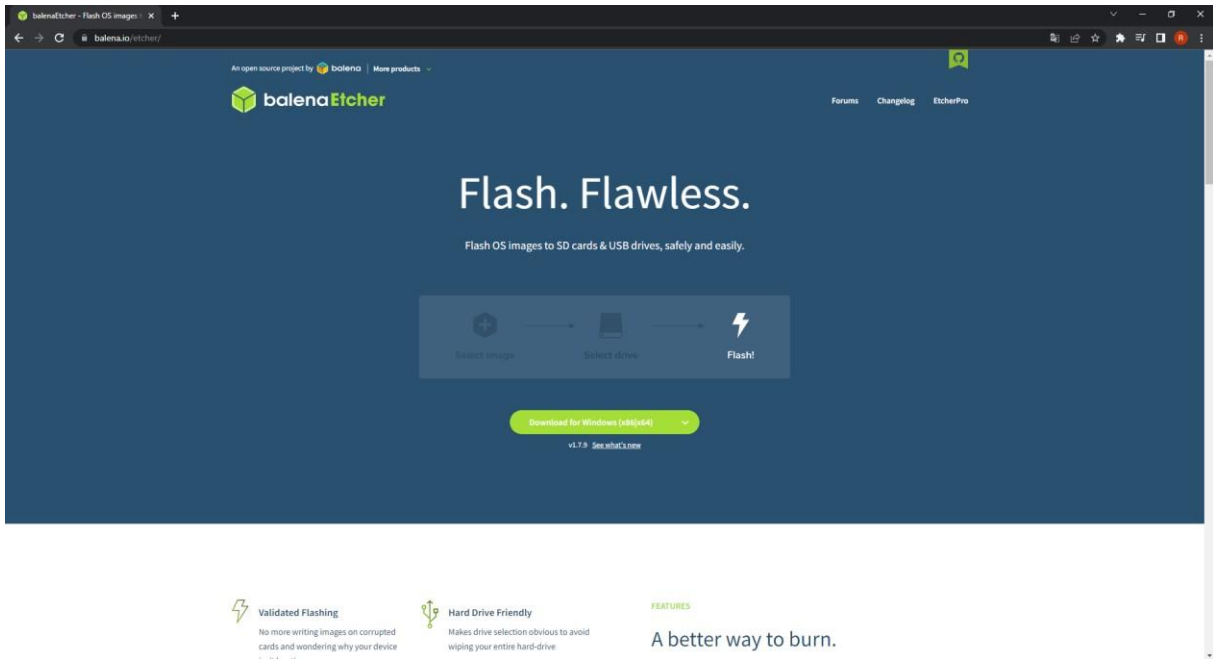 balenaEtcher - Flash OS images t
balena.io/etcher/
R
An open source project by balena More products
balenaEtcher
Forums Changelog EtcherPro
Flash. Flawless.
Flash OS images to SD cards & USB drives, safely and easily.
Select image Select drive Flash!
Download for Windows (x86|x64)
v1.7.9 See what's new
Validated Flashing
No more writing images on corrupted
cards and wondering why your device
Hard Drive Friendly
Makes drive selection obvious to avoid
wiping your entire hard-drive
FEATURES
A better way to burn.